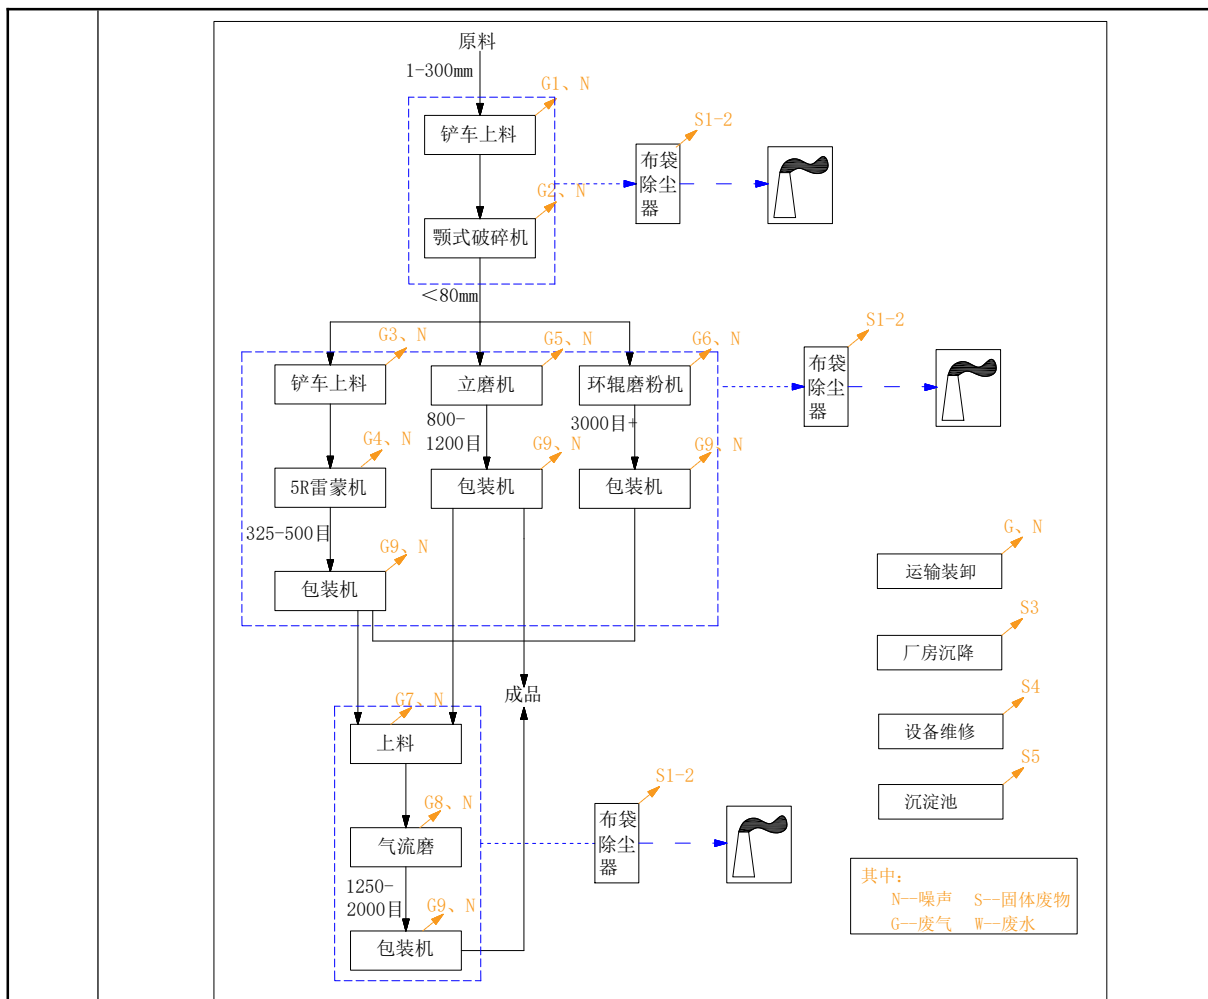 原料
1-300mm
G1、N
铲车上料
S1-2
布袋
除尘
器
G2、N
颚式破碎机
＜80mm
G3、N
G5、N
G6、N
S1-2
铲车上料
立磨机
环辊磨粉机
布袋
除尘
器
800-
1200目
3000目+
G4、N
G9、N
G9、N
5R雷蒙机
包装机
包装机
325-500目
G9、N
包装机
G、N
运输装卸
S3
厂房沉降
成品
G7、N
上料
S4
设备维修
S5
沉淀池
S1-2
布袋
除尘
器
G8、N
气流磨
1250-
2000目
G9、N
包装机
其中：
N--噪声 S--固体废物
G--废气 W--废水